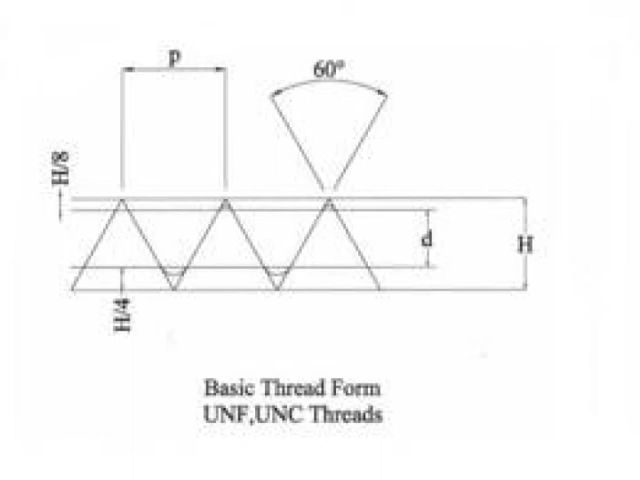 p
60°
H/8
d
H
H/4
Basic Thread Form
UNF,UNC Threads